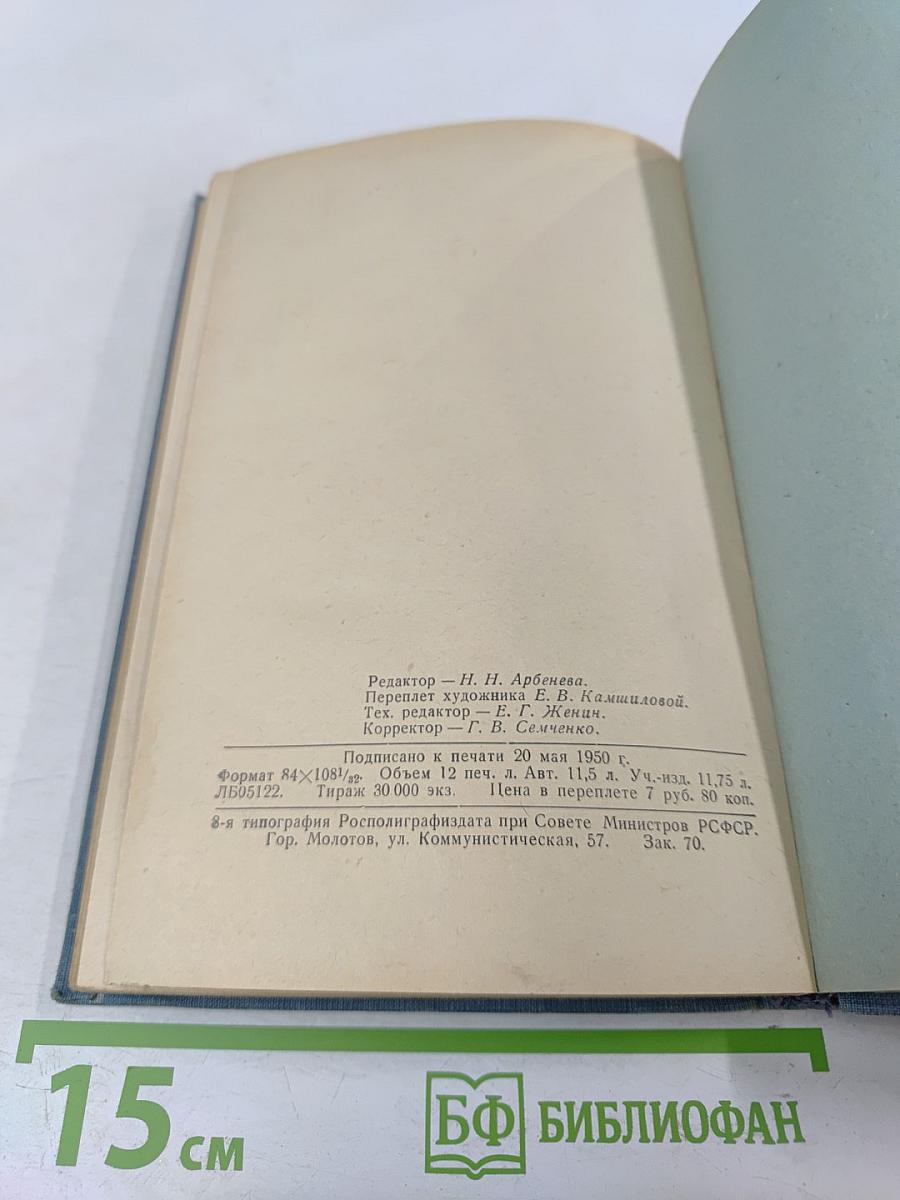 Редактор — Н. Н. Арбенева.
Переплет художника Е. В. Камшиловой.
Тех. редактор — Е. Г. Женин.
Корректор — Г. В. Семченко.
Подписано к печати 20 мая 1950 г.
Формат 84×108¹/₃₂. Объем 12 печ. л. Авт. 11,5 л. Уч.-изд. 11,75 л.
ЛБ05122. Тираж 30 000 экз. Цена в переплете 7 руб. 80 коп.
8-я типография Росполиграфиздата при Совете Министров РСФСР.
Гор. Молотов, ул. Коммунистическая, 57. Зак. 70.
15 см
БФ БИБЛИОФАН